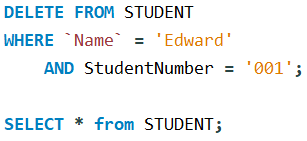 DELETE FROM STUDENT
WHERE `Name` = 'Edward'
AND StudentNumber = '001';
SELECT * from STUDENT;